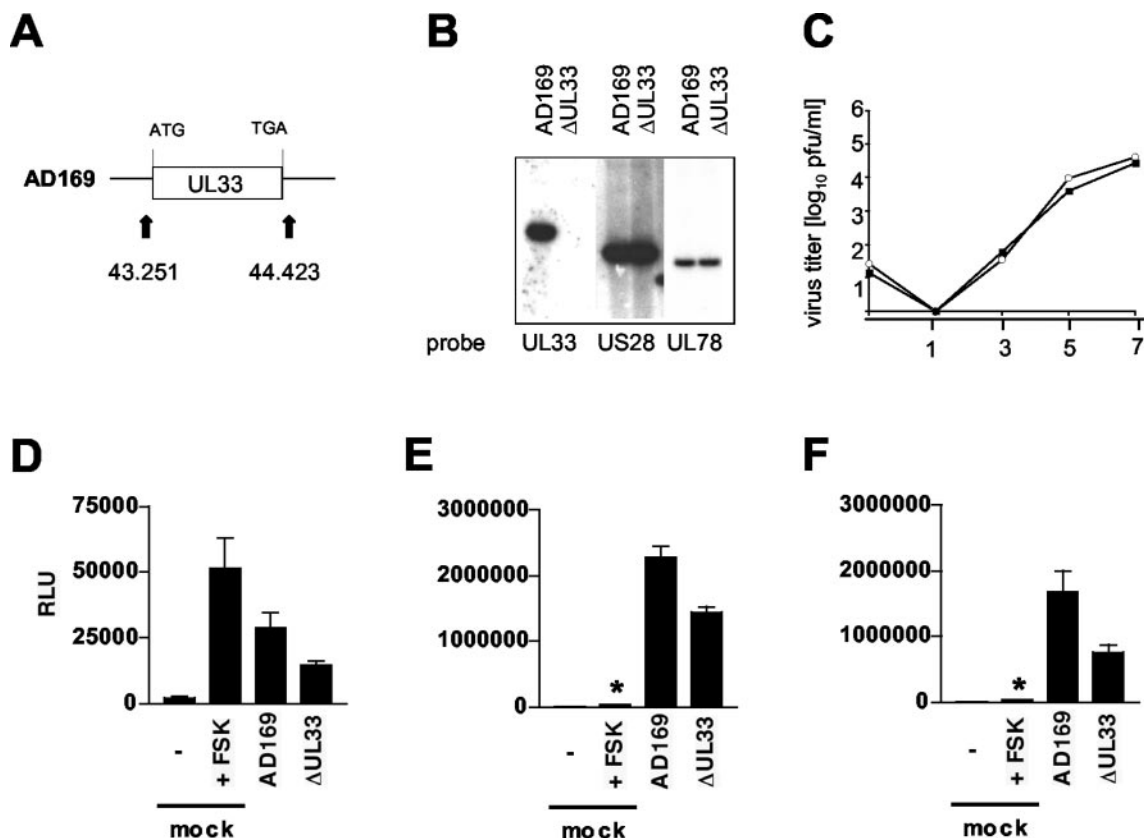 A
ATG
TGA
AD169
UL33
43.251
44.423
B
AD169
ΔUL33
AD169
ΔUL33
AD169
ΔUL33
probe
UL33
US28
UL78
C
virus titer [log10 pfu/ml]
6
5
4
3
2
1
1
3
5
7
D
RLU
75000
50000
25000
0
-
+ FSK
AD169
ΔUL33
mock
E
3000000
2000000
1000000
0
*
-
+ FSK
AD169
ΔUL33
mock
F
3000000
2000000
1000000
0
*
-
+ FSK
AD169
ΔUL33
mock